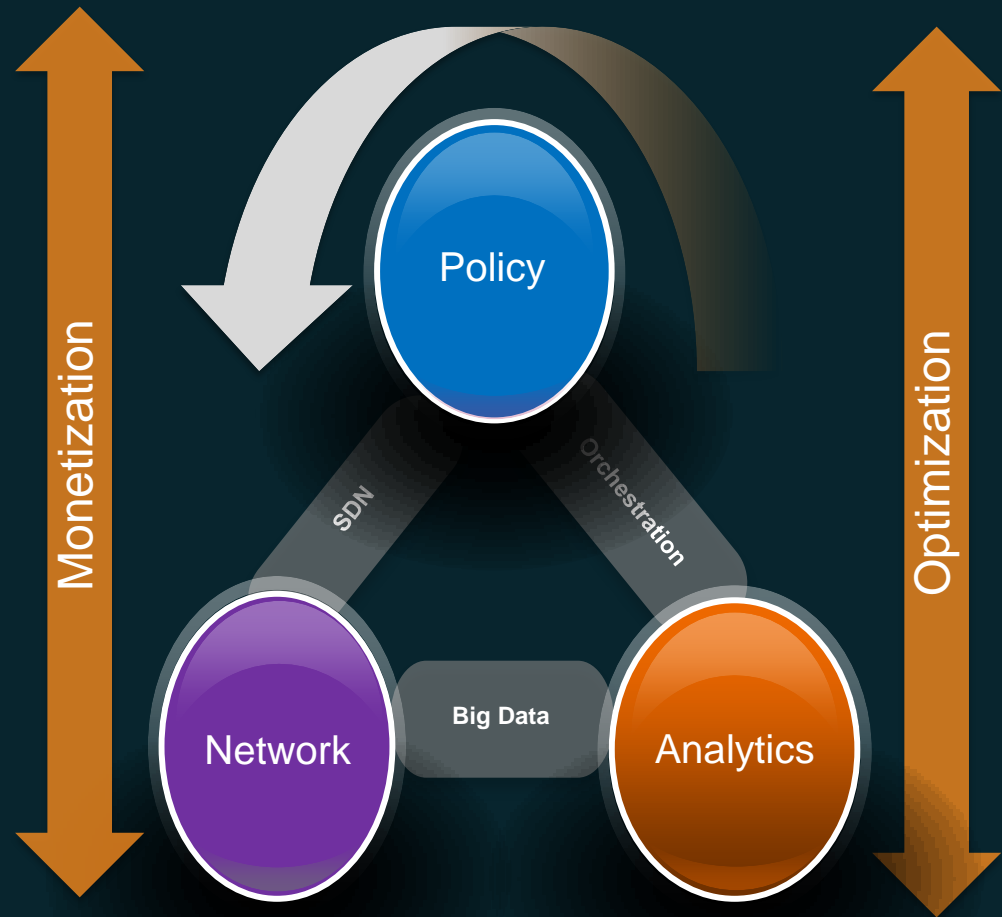 Policy
Monetization
Optimization
SDN
Orchestration
Big Data
Network
Analytics